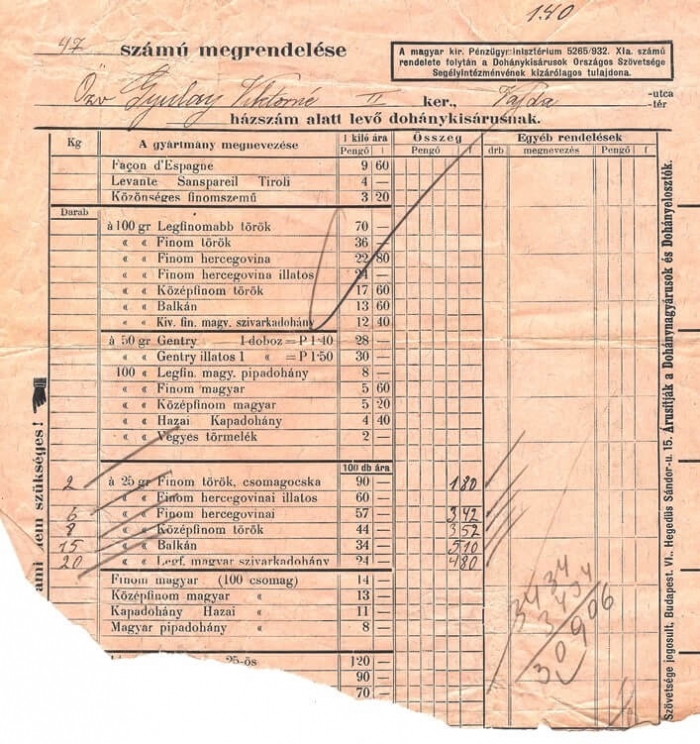 1.40
47 számú megrendelése
A magyar kir. Pénzügyminisztérium 5265/932. XIa. számú
rendelete folytán a Dohánykisárusok Országos Szövetsége
Segélyintézményének kizárólagos tulajdona.
Özv Gyulay Viktorné II ker., Vajda -utca
-tér
házszám alatt levő dohánykisárusnak.
Kg A gyártmány megnevezése 1 kiló ára Összeg Egyéb rendelések
Pengő f Pengő f drb megnevezés Pengő f
Façon d'Espagne 9 60
Levante Sanspareil Tiroli 4 —
Közönséges finomszemű 3 20
Darab
à 100 gr Legfinomabb török 70 —
« « Finom török 36 —
« « Finom hercegovina 22 80
« « Finom hercegovina illatos 24 —
« « Középfinom török 17 60
« « Balkán 13 60
« « Kiv. fin. magy. szivarkadohány 12 40
à 50 gr Gentry 1 doboz = P 1·40 28 —
« « Gentry illatos 1 « = P 1·50 30 —
100 « Legfin. magy. pipadohány 8 —
« « Finom magyar 5 60
« « Középfinom magyar 5 20
« « Hazai Kapadohány 4 40
« « Vegyes törmelék 2 —
100 db ára
2 à 25 gr Finom török, csomagocska 90 — 180
« « Finom hercegovinai illatos 60 —
6 « « Finom hercegovinai 57 — 342
8 « « Középfinom török 44 — 352
15 « « Balkán 34 — 510
20 « « Legf. magyar szivarkadohány 24 — 480
Finom magyar (100 csomag) 14 —
Középfinom magyar « 13 —
Kapadohány Hazai « 11 —
Magyar pipadohány « 8 —
25-ös 120 —
90 —
70 —
3434
3494
30906
nem szükséges!
Szövetsége jogosult, Budapest. VI., Hegedüs Sándor-u. 15. Árusítják a Dohánynagyárusok és Dohányelosztók.